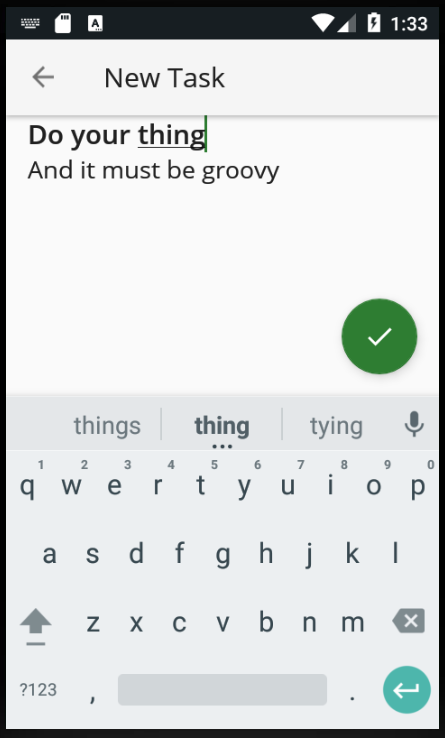 1:33
New Task
Do your thing
And it must be groovy
things thing tying
1 2 3 4 5 6 7 8 9 0
q w e r t y u i o p
a s d f g h j k l
z x c v b n m
?123 , .